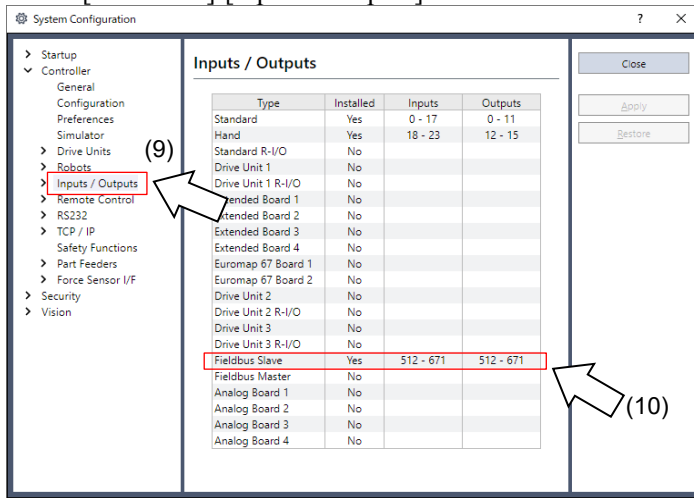 System Configuration ? ×
Startup
Controller
General
Configuration
Preferences
Simulator
Drive Units
Robots
Inputs / Outputs
Remote Control
RS232
TCP / IP
Safety Functions
Part Feeders
Force Sensor I/F
Security
Vision
(9)
Inputs / Outputs
Type Installed Inputs Outputs
Standard Yes 0 - 17 0 - 11
Hand Yes 18 - 23 12 - 15
Standard R-I/O No
Drive Unit 1 No
Drive Unit 1 R-I/O No
ended Board 1 No
Extended Board 2 No
Extended Board 3 No
Extended Board 4 No
Euromap 67 Board 1 No
Euromap 67 Board 2 No
Drive Unit 2 No
Drive Unit 2 R-I/O No
Drive Unit 3 No
Drive Unit 3 R-I/O No
Fieldbus Slave Yes 512 - 671 512 - 671
Fieldbus Master No
Analog Board 1 No
Analog Board 2 No
Analog Board 3 No
Analog Board 4 No
(10)
Close
Apply
Restore